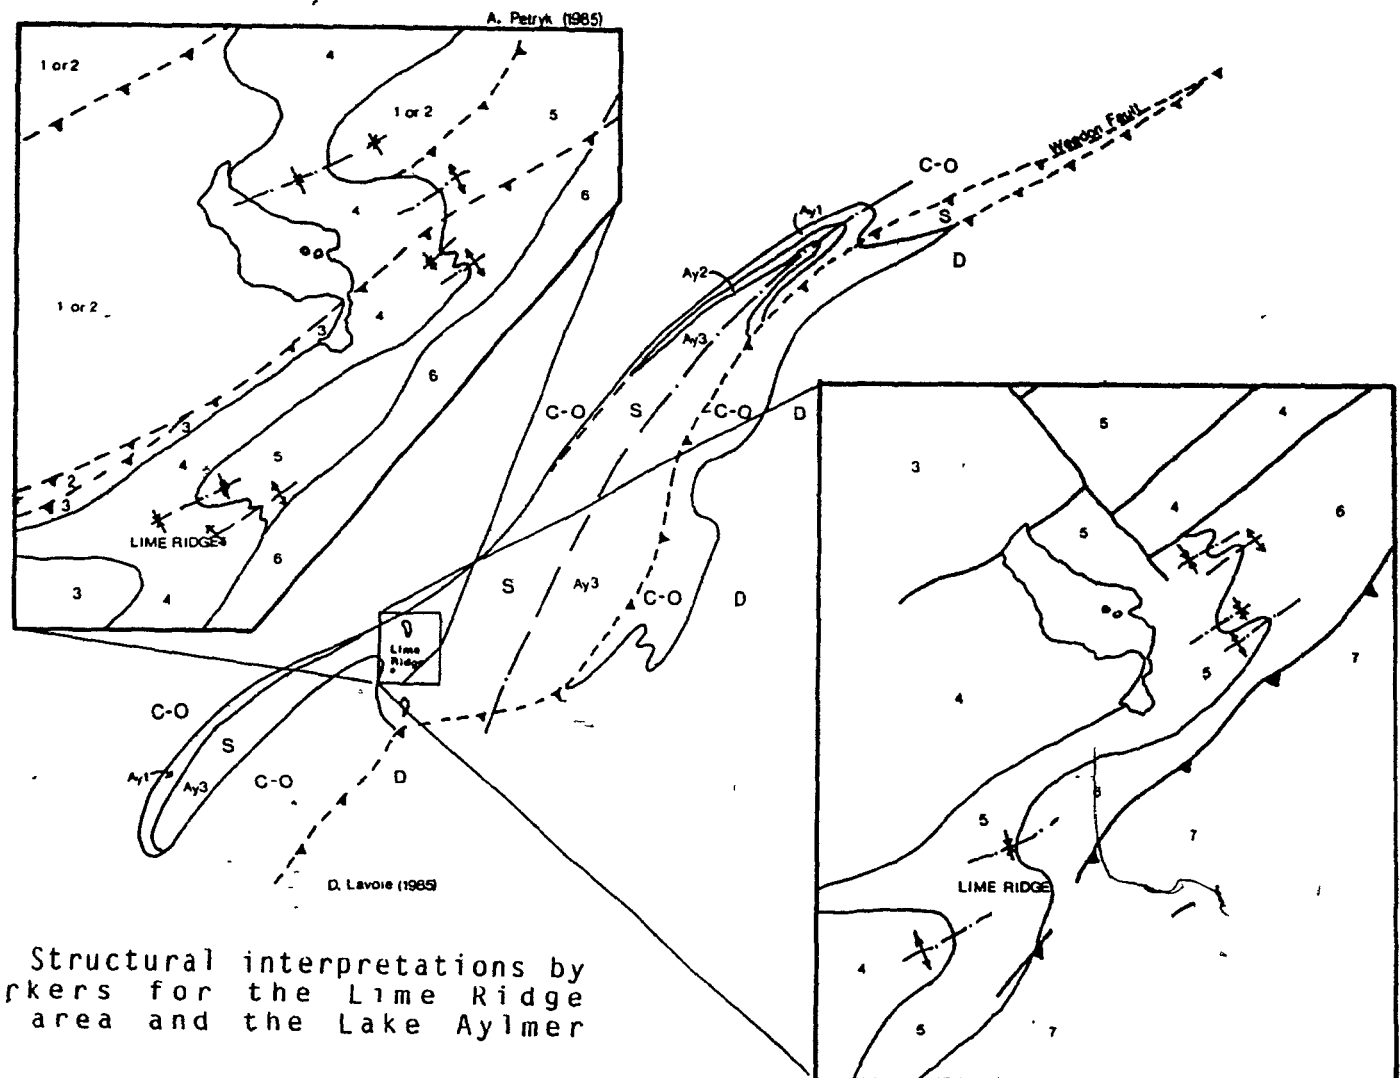 A. Petryk (1985)
1 or 2
4
1 or 2
5
6
4
1 or 2
3
4
6
3
4
5
2
3
LIME RIDGE
6
3
4
Weedon Fault
C-O
Ay1
S
D
Ay2
Ay3
C-O
S
C-O
D
S
Ay3
C-O
D
Lime
Ridge
C-O
S
Ay1
Ay3
C-O
D
D. Lavoie (1985)
5
4
3
4
6
5
7
5
4
6
5
7
LIME RIDGE
4
5
7
Structural interpretations by
rkers for the Lime Ridge
area and the Lake Aylmer